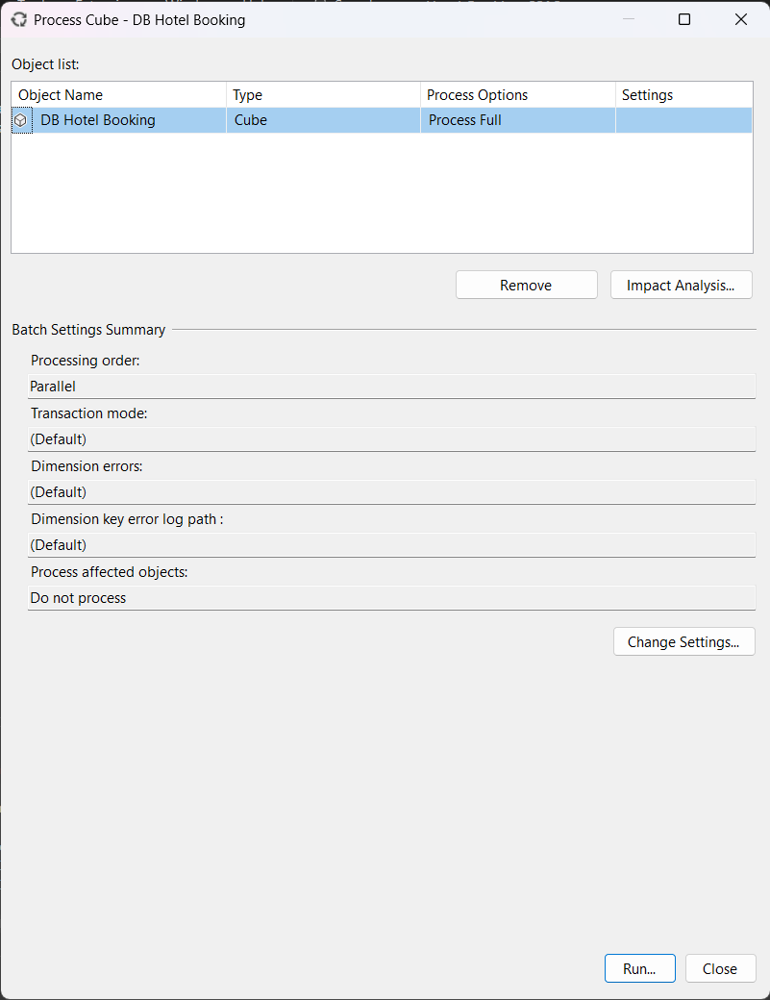 Process Cube - DB Hotel Booking
Object list:
Object Name Type Process Options Settings
DB Hotel Booking Cube Process Full
Remove Impact Analysis...
Batch Settings Summary
Processing order:
Parallel
Transaction mode:
(Default)
Dimension errors:
(Default)
Dimension key error log path :
(Default)
Process affected objects:
Do not process
Change Settings...
Run... Close